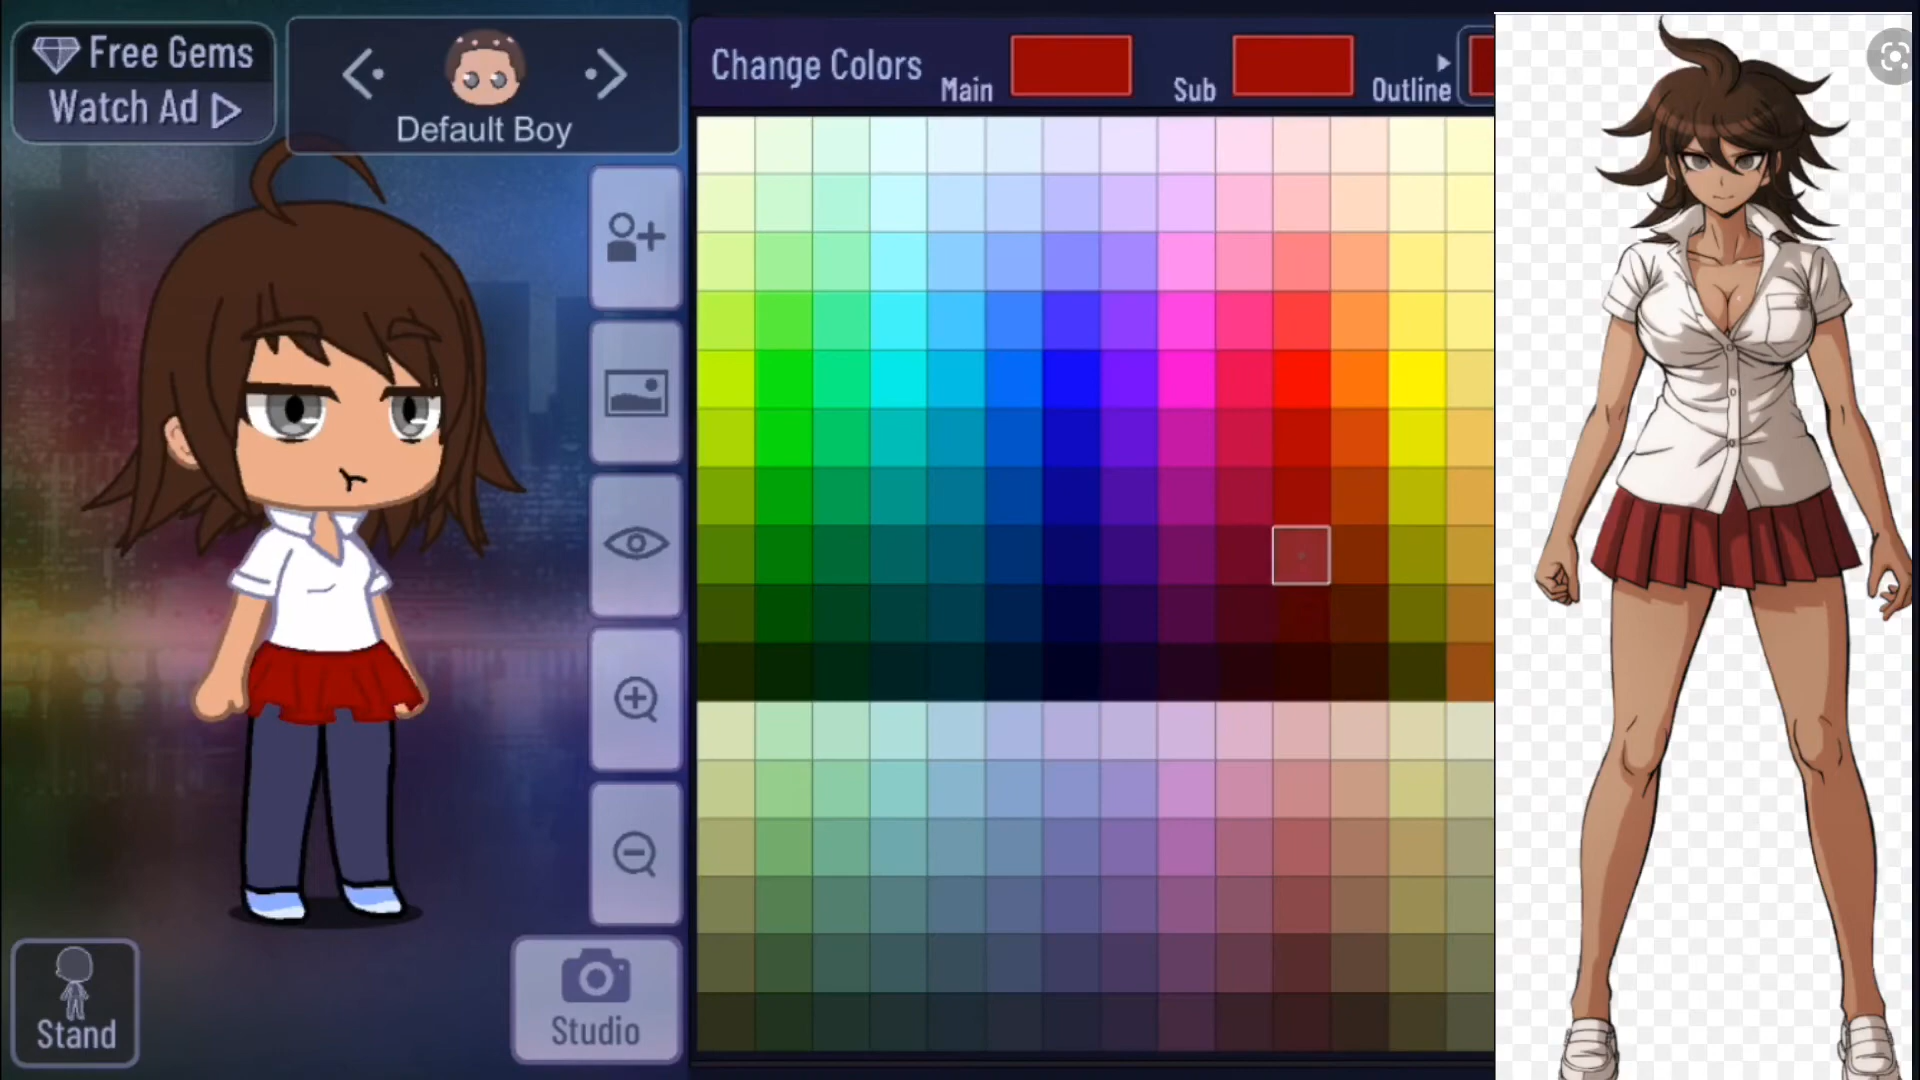 Free Gems
Watch Ad
Default Boy
Change Colors
Main
Sub
Outline
Stand
Studio